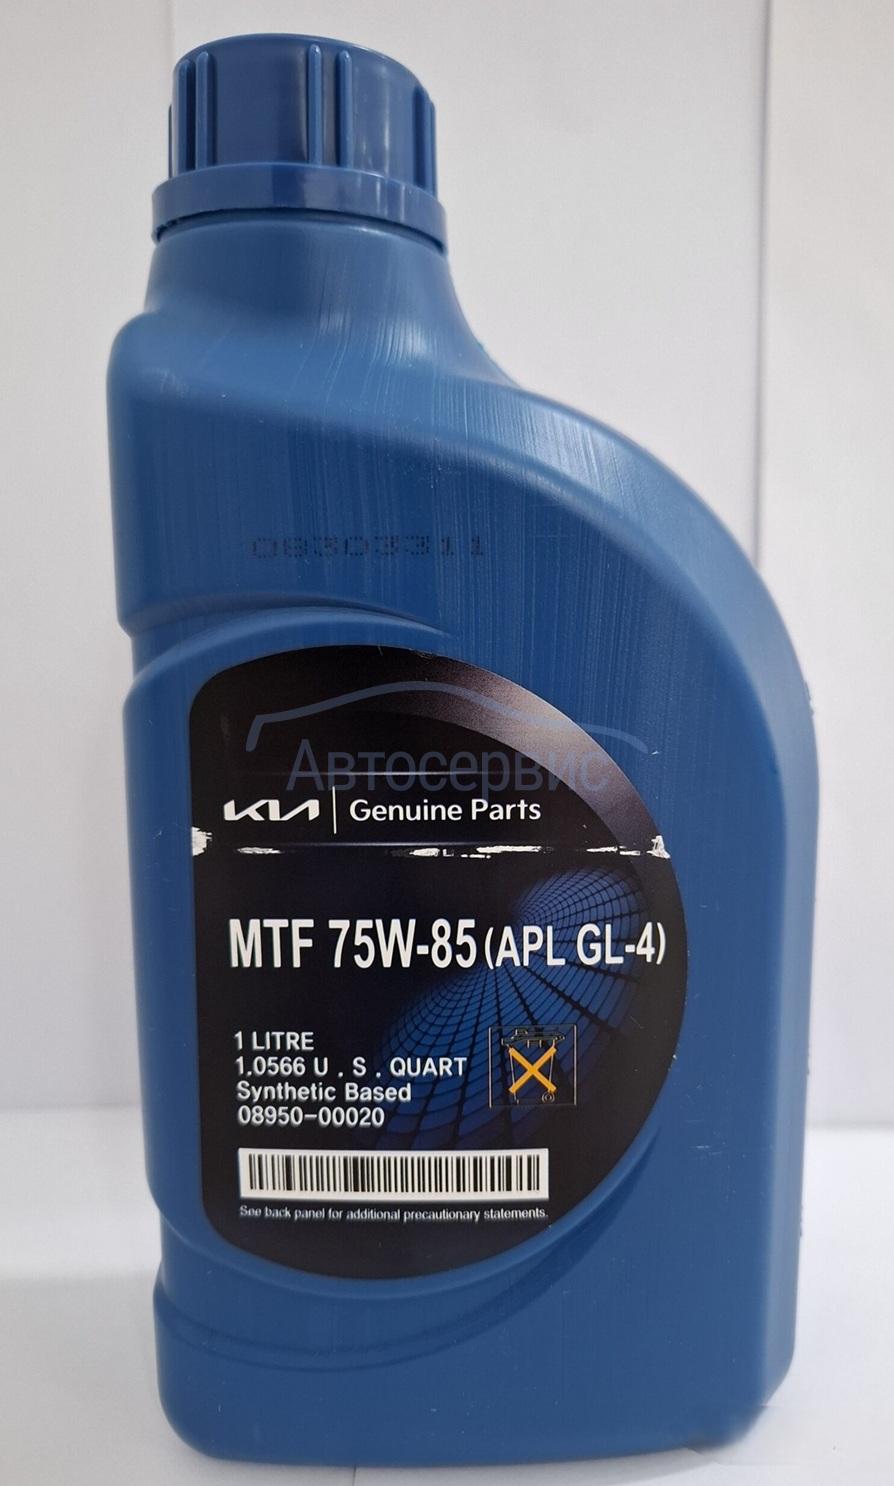 08303311
Автосервис
KIA Genuine Parts
MTF 75W-85 (APL GL-4)
1 LITRE
1.0566 U . S . QUART
Synthetic Based
08950-00020
See back panel for additional precautionary statements.